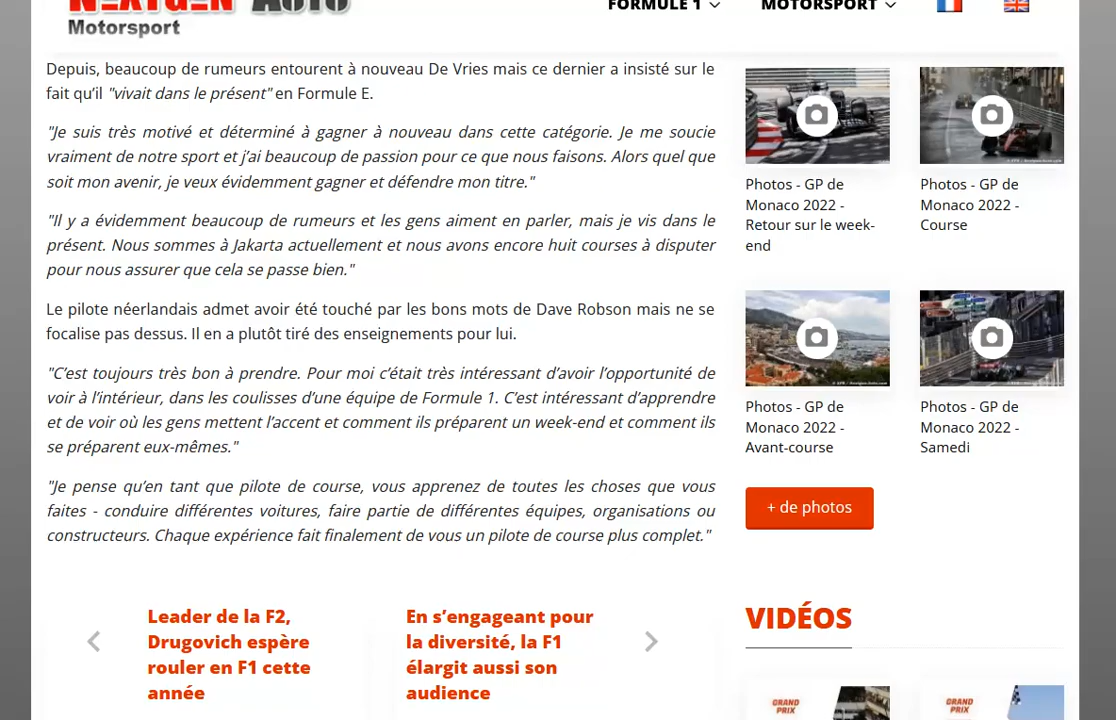 NEXTGEN AUTO
Motorsport
FORMULE 1
MOTORSPORT
Depuis, beaucoup de rumeurs entourent à nouveau De Vries mais ce dernier a insisté sur le
fait qu’il "vivait dans le présent" en Formule E.
"Je suis très motivé et déterminé à gagner à nouveau dans cette catégorie. Je me soucie
vraiment de notre sport et j’ai beaucoup de passion pour ce que nous faisons. Alors quel que
soit mon avenir, je veux évidemment gagner et défendre mon titre."
"Il y a évidemment beaucoup de rumeurs et les gens aiment en parler, mais je vis dans le
présent. Nous sommes à Jakarta actuellement et nous avons encore huit courses à disputer
pour nous assurer que cela se passe bien."
Le pilote néerlandais admet avoir été touché par les bons mots de Dave Robson mais ne se
focalise pas dessus. Il en a plutôt tiré des enseignements pour lui.
"C’est toujours très bon à prendre. Pour moi c’était très intéressant d’avoir l’opportunité de
voir à l’intérieur, dans les coulisses d’une équipe de Formule 1. C’est intéressant d’apprendre
et de voir où les gens mettent l’accent et comment ils préparent un week-end et comment ils
se préparent eux-mêmes."
"Je pense qu’en tant que pilote de course, vous apprenez de toutes les choses que vous
faites - conduire différentes voitures, faire partie de différentes équipes, organisations ou
constructeurs. Chaque expérience fait finalement de vous un pilote de course plus complet."
Leader de la F2,
Drugovich espère
rouler en F1 cette
année
En s’engageant pour
la diversité, la F1
élargit aussi son
audience
Photos - GP de
Monaco 2022 -
Retour sur le week-
end
Photos - GP de
Monaco 2022 -
Course
Photos - GP de
Monaco 2022 -
Avant-course
Photos - GP de
Monaco 2022 -
Samedi
+ de photos
VIDÉOS
GRAND
PRIX
GRAND
PRIX